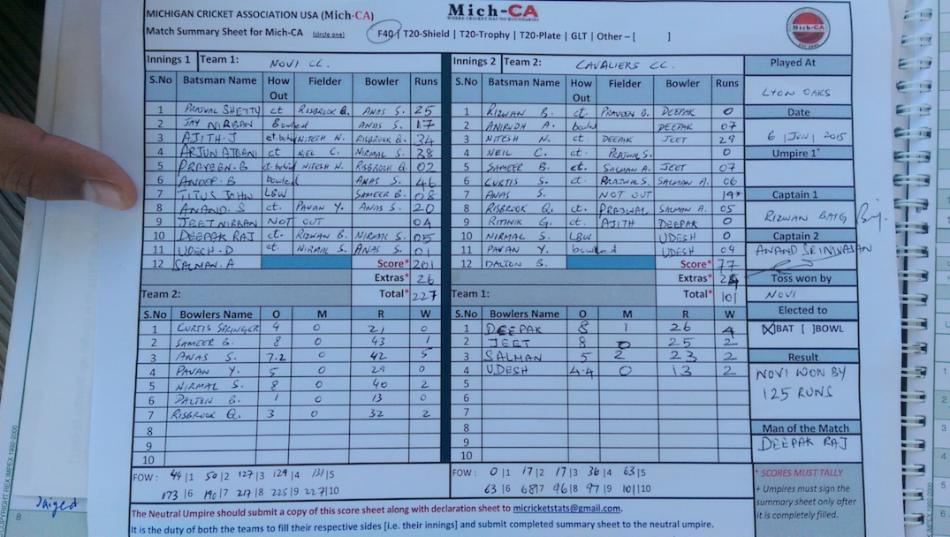 MICHIGAN CRICKET ASSOCIATION USA (Mich-CA)
Mich-CA
WHERE CRICKET HAS NO BOUNDARIES
Mich-CA
Match Summary Sheet for Mich-CA (circle one) F40 | T20-Shield | T20-Trophy | T20-Plate | GLT | Other – [ ]
Innings 1 Team 1: NOVI CC.
S.No Batsman Name How Out Fielder Bowler Runs
1 PRAJWAL SHETTY ct RISBROOK G. ANAS S. 25
2 JAY NIRBAN Bowled ANAS S. 17
3 AJITH-J ct-behind NITESH N. RISBROOK G. 34
4 ARJUN ct NEIL C. NIRMAL S. 38
5 PRAVEEN-G ct-behind NITESH N. RISBROOK G. 02
6 bowled ANAS S. 46
7 TITUS JOHN LBW SAMEER B. 08
8 ANAND S ct PAVAN Y. ANAS S. 20
9 JEET NIRBAN NOT OUT 04
10 DEEPAK RAJ ct RIZWAN B. NIRMAL S. 05
11 UDESH-D ct NIRMAL S. ANAS S. 01
12 SALMAN.A Score* 201
Extras* 26
Total* 227
Team 2:
S.No Bowlers Name O M R W
1 CURTIS SPRINGER 4 0 21 0
2 SAMEER B. 8 0 43 1
3 ANAS S. 7.2 0 42 5
4 PAVAN Y. 5 0 29 0
5 NIRMAL S. 8 0 40 2
6 DALTON B. 1 0 13 0
7 RISBROOK G. 3 0 32 2
8
9
10
FOW: 44|1 50|2 127|3 129|4 131|5
173|6 190|7 217|8 225|9 227|10
Innings 2 Team 2: CAVALIERS CC.
S.No Batsman Name How Out Fielder Bowler Runs
1 RIZWAN B. ct PRAVEEN G. DEEPAK 0
2 ANIRUDH A. bowled DEEPAK 07
3 NITESH N. ct DEEPAK JEET 29
4 NEIL C. ct. PRAJWAL S. 0
5 SAMEER B. ct. SALMAN A. JEET 07
6 CURTIS S. ct. PRAJWAL S. SALMAN A. 06
7 ANAS S. NOT OUT 19*
8 RISBROOK G. ct. PRAJWAL SALMAN A. 05
9 RITWIK G. ct. AJITH DEEPAK 0
10 NIRMAL S. LBW UDESH 0
11 PAVAN Y. bowled UDESH 04
12 DALTON B. Score* 77
Extras* 24
Total* 101
Team 1:
S.No Bowlers Name O M R W
1 DEEPAK 8 1 26 4
2 JEET 8 0 25 2
3 SALMAN 5 2 23 2
4 UDESH 4.4 0 13 2
5
6
7
8
9
10
FOW: 0|1 17|2 17|3 36|4 63|5
63|6 68|7 96|8 97|9 101|10
Played At
LYON OAKS
Date
6 JUN 2015
Umpire 1*
Captain 1
RIZWAN BAIG
Captain 2
ANAND SRINIVASAN
Toss won by
NOVI
Elected to
[X]BAT [ ]BOWL
Result
NOVI WON BY
125 RUNS
Man of the Match
DEEPAK RAJ
* SCORES MUST TALLY
+ Umpires must sign the
summary sheet only after
it is completely filled.
The Neutral Umpire should submit a copy of this score sheet along with declaration sheet to micricketstats@gmail.com.
It is the duty of both the teams to fill their respective sides [i.e. their innings] and submit completed summary sheet to the neutral umpire.